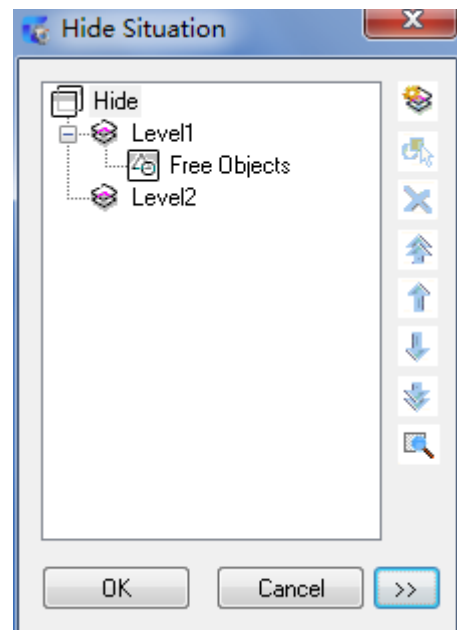 Hide Situation
Hide
Level1
Free Objects
Level2
OK
Cancel
>>